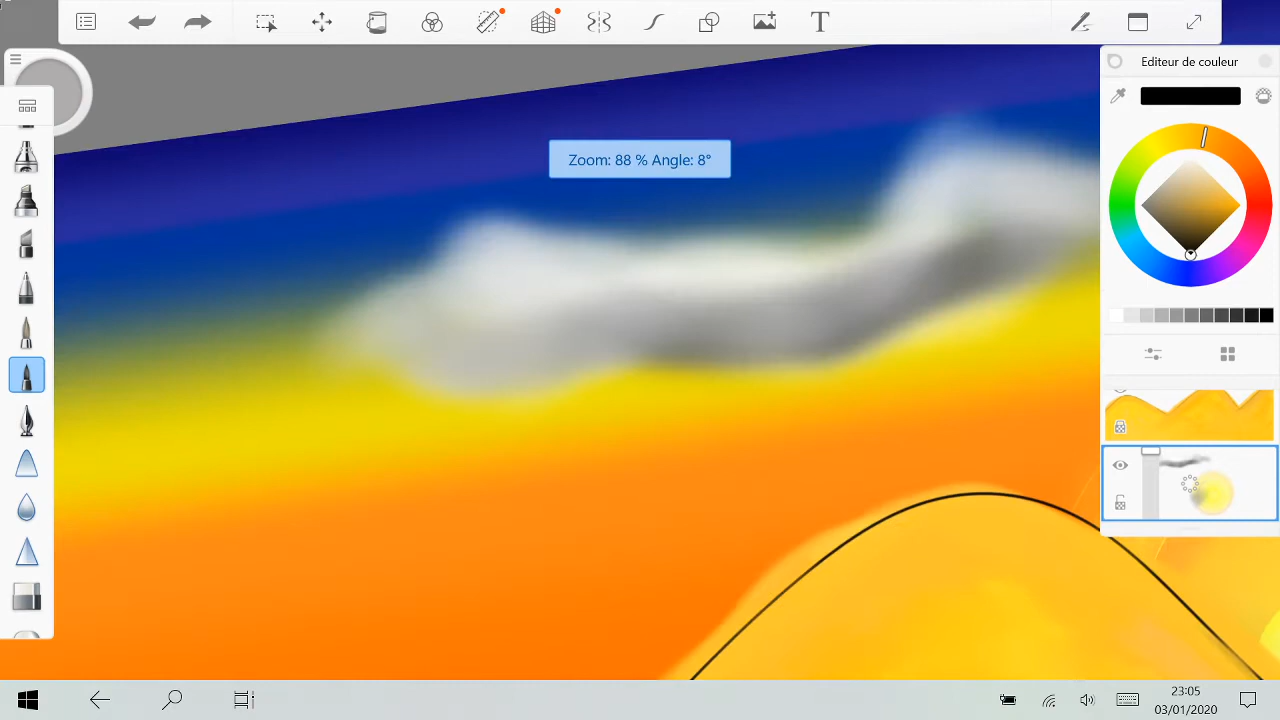 T
Editeur de couleur
Zoom: 88 % Angle: 8°
23:05
03/01/2020